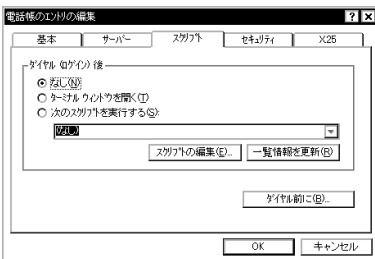 電話帳のエントリの編集
基本 サーバー スクリプト セキュリティ X25
ダイヤル (ログイン) 後
なし(N)
ターミナル ウィンドウを開く(T)
次のスクリプトを実行する(S):
(なし)
スクリプトの編集(E)... 一覧情報を更新(R)
ダイヤル前に(B)...
OK キャンセル